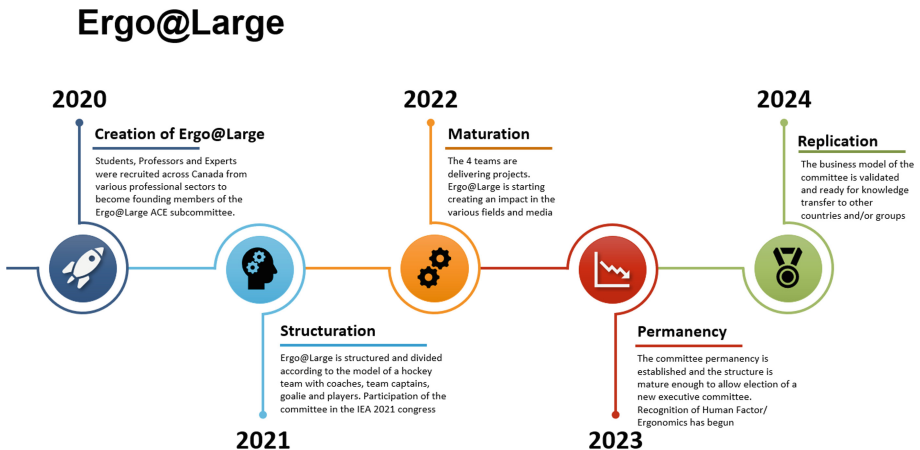 Ergo@Large
2020
Creation of Ergo@Large
Students, Professors and Experts
were recruited across Canada from
various professional sectors to
become founding members of the
Ergo@Large ACE subcommittee.
Structuration
Ergo@Large is structured and divided
according to the model of a hockey
team with coaches, team captains,
goalie and players. Participation of the
committee in the IEA 2021 congress
2021
2022
Maturation
The 4 teams are
delivering projects.
Ergo@Large is starting
creating an impact in the
various fields and media
Permanency
The committee permanency is
established and the structure is
mature enough to allow election of a
new executive committee.
Recognition of Human Factor/
Ergonomics has begun
2023
2024
Replication
The business model of the
committee is validated
and ready for knowledge
transfer to other
countries and/or groups